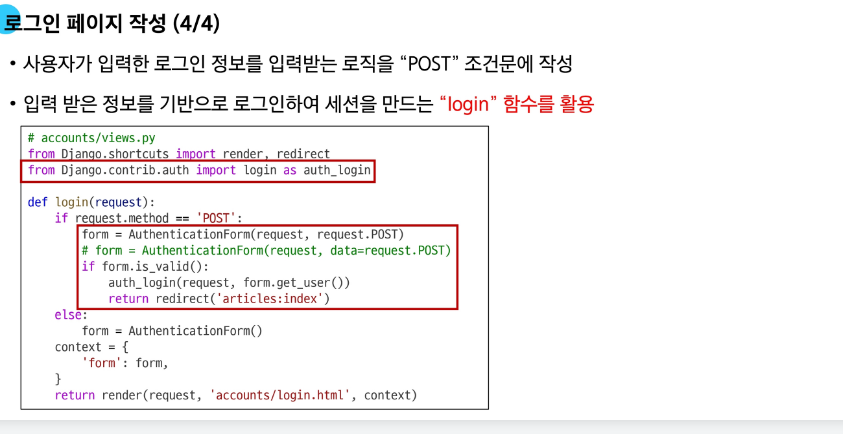 로그인 페이지 작성 (4/4)
• 사용자가 입력한 로그인 정보를 입력받는 로직을 “POST” 조건문에 작성
• 입력 받은 정보를 기반으로 로그인하여 세션을 만드는 “login” 함수를 활용
# accounts/views.py
from Django.shortcuts import render, redirect
from Django.contrib.auth import login as auth_login
def login(request):
    if request.method == 'POST':
        form = AuthenticationForm(request, request.POST)
        # form = AuthenticationForm(request, data=request.POST)
        if form.is_valid():
            auth_login(request, form.get_user())
            return redirect('articles:index')
    else:
        form = AuthenticationForm()
    context = {
        'form': form,
    }
    return render(request, 'accounts/login.html', context)